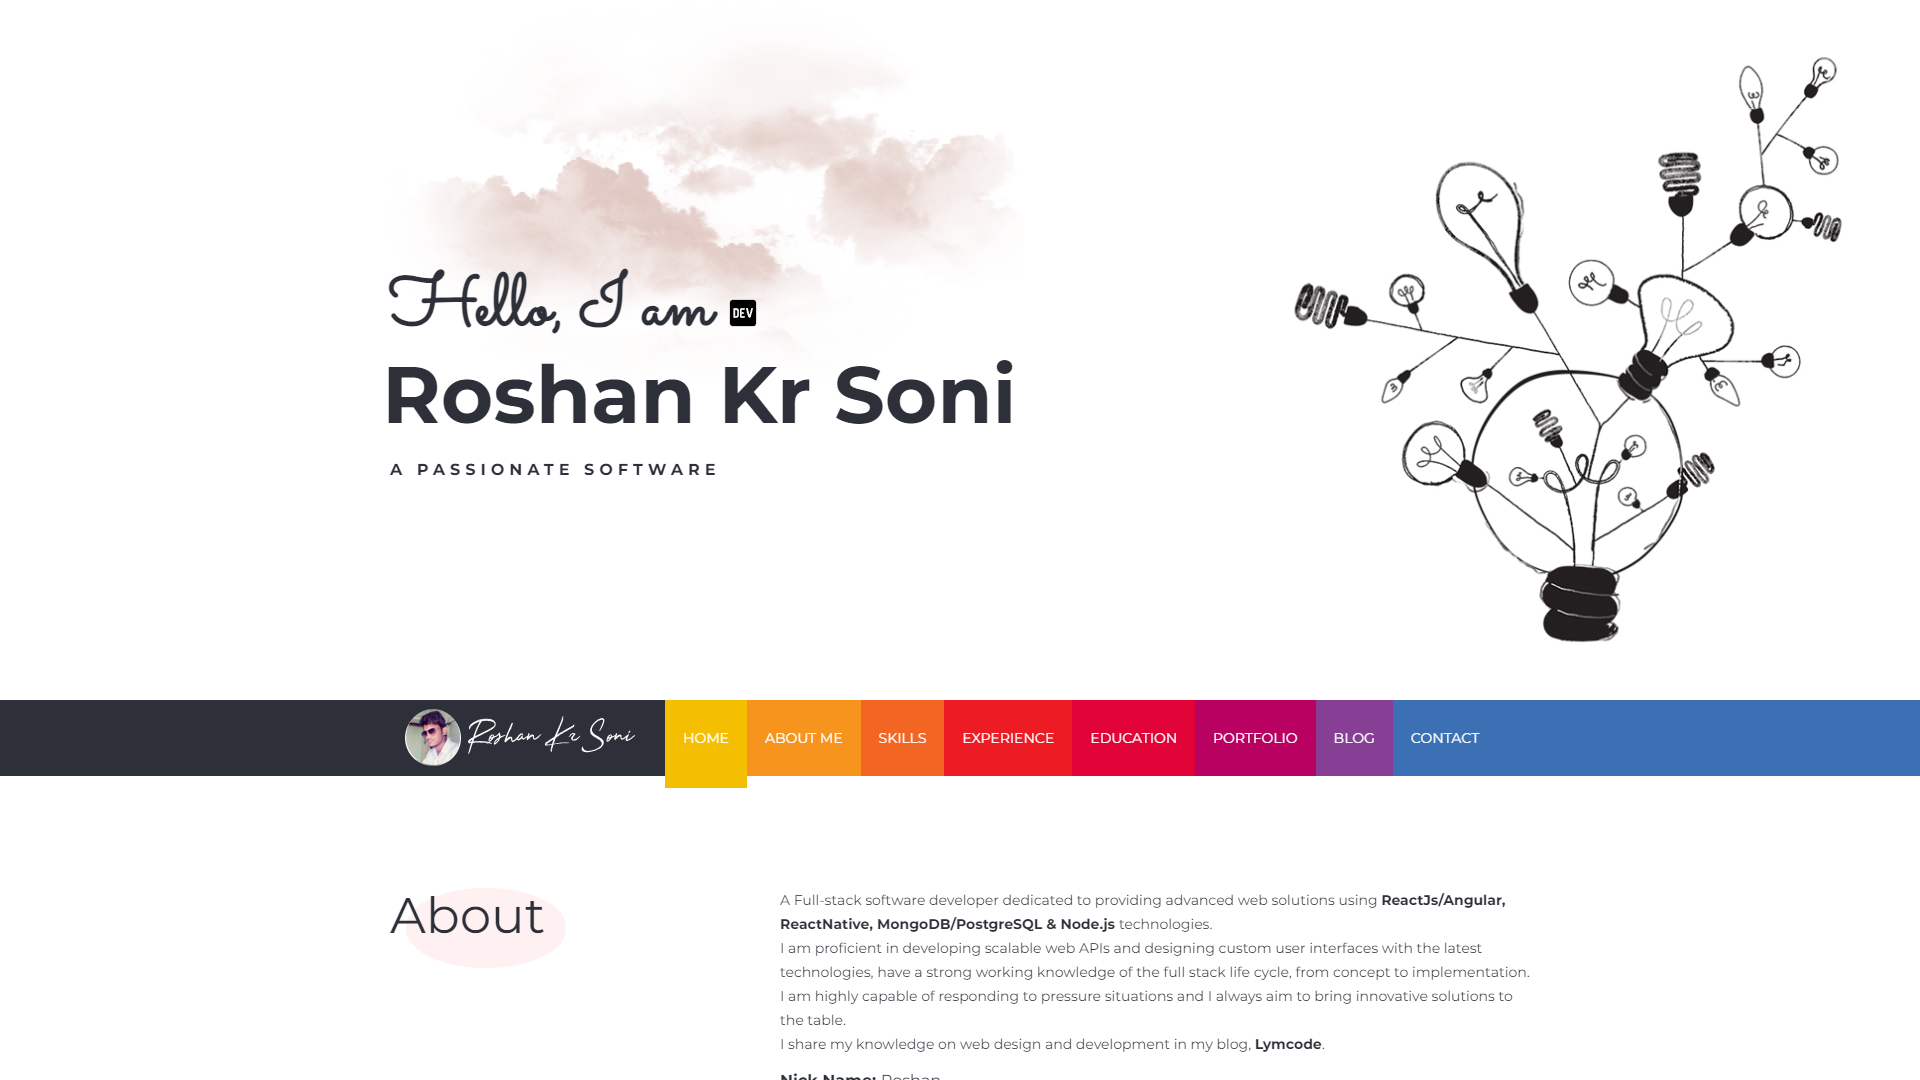 Hello, I am DEV
Roshan Kr Soni
A PASSIONATE SOFTWARE
Roshan Kr Soni HOME ABOUT ME SKILLS EXPERIENCE EDUCATION PORTFOLIO BLOG CONTACT
About
A Full-stack software developer dedicated to providing advanced web solutions using ReactJs/Angular,
ReactNative, MongoDB/PostgreSQL & Node.js technologies.
I am proficient in developing scalable web APIs and designing custom user interfaces with the latest
technologies, have a strong working knowledge of the full stack life cycle, from concept to implementation.
I am highly capable of responding to pressure situations and I always aim to bring innovative solutions to
the table.
I share my knowledge on web design and development in my blog, Lymcode.
Nick Name: Roshan